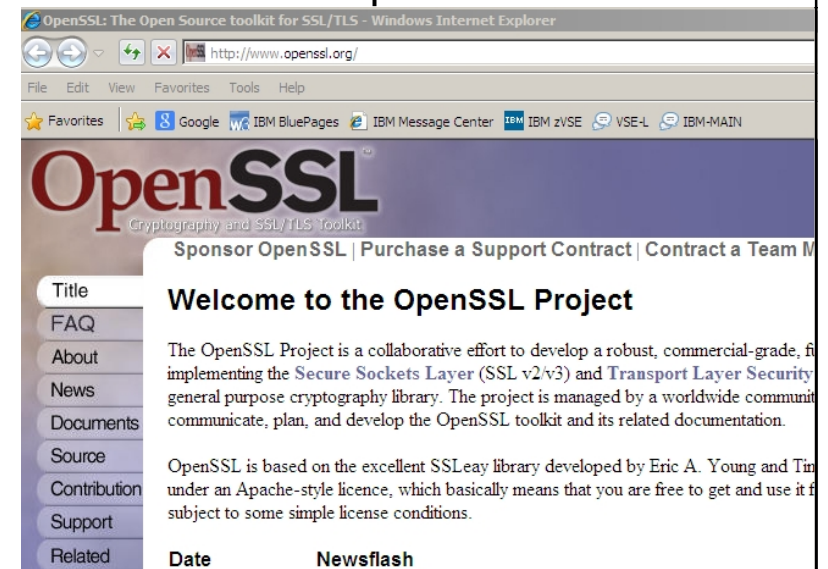 OpenSSL: The Open Source toolkit for SSL/TLS - Windows Internet Explorer
http://www.openssl.org/
File Edit View Favorites Tools Help
Favorites Google IBM BluePages IBM Message Center IBM IBM zVSE VSE-L IBM-MAIN
OpenSSL™
Cryptography and SSL/TLS Toolkit
Sponsor OpenSSL | Purchase a Support Contract | Contract a Team
Title
FAQ
About
News
Documents
Source
Contribution
Support
Related
Welcome to the OpenSSL Project
The OpenSSL Project is a collaborative effort to develop a robust, commercial-grade,
implementing the Secure Sockets Layer (SSL v2/v3) and Transport Layer Security
general purpose cryptography library. The project is managed by a worldwide
communicate, plan, and develop the OpenSSL toolkit and its related documentation.
OpenSSL is based on the excellent SSLeay library developed by Eric A. Young and
under an Apache-style licence, which basically means that you are free to get and use it
subject to some simple license conditions.
Date Newsflash